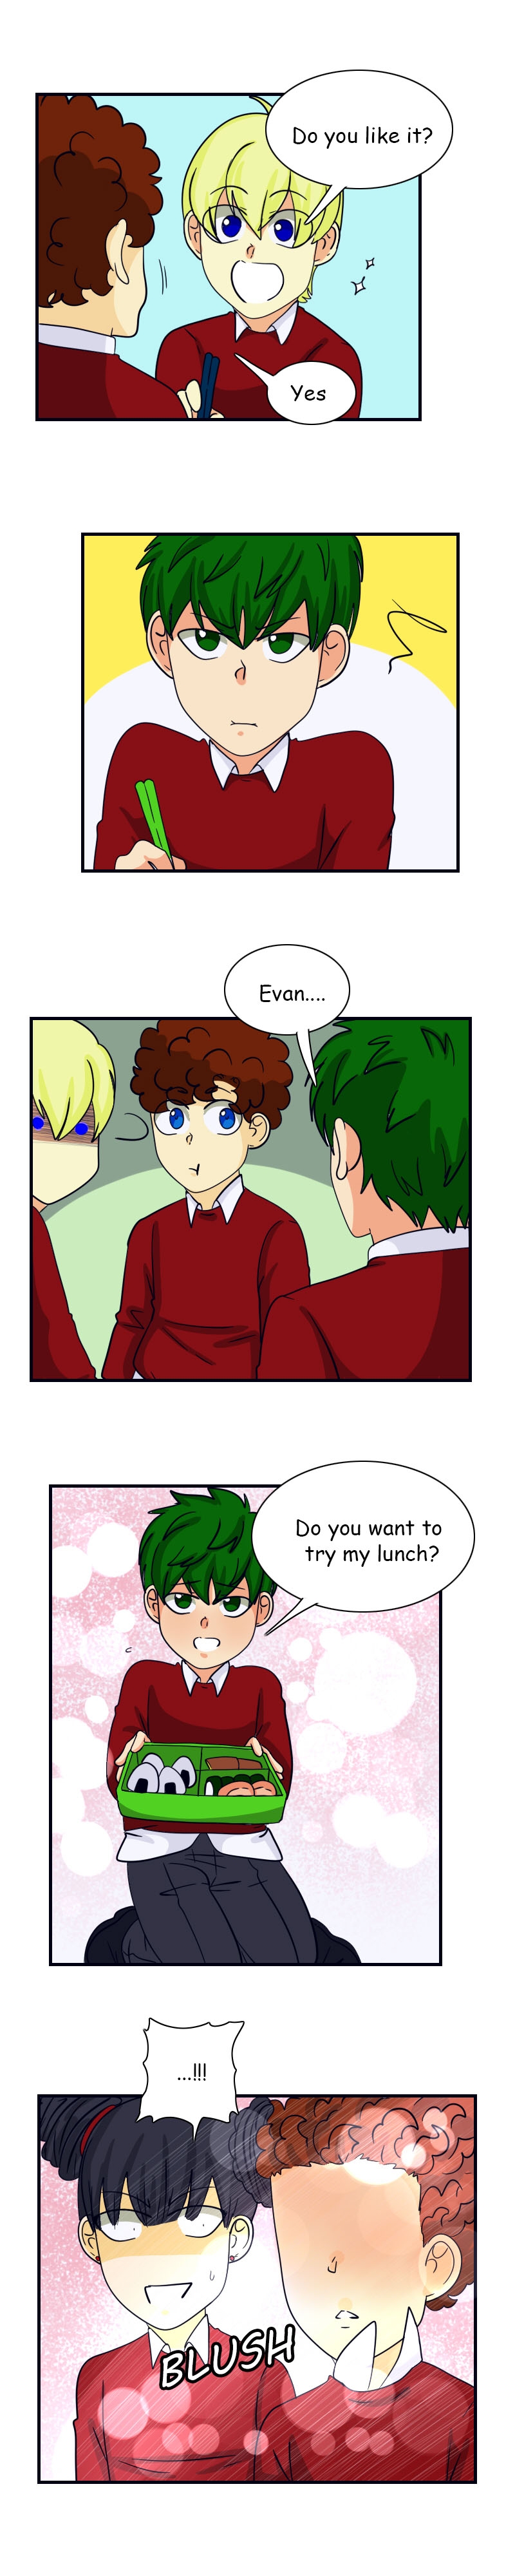 Do you like it?
Yes
Evan....
Do you want to
try my lunch?
...!!!
BLUSH